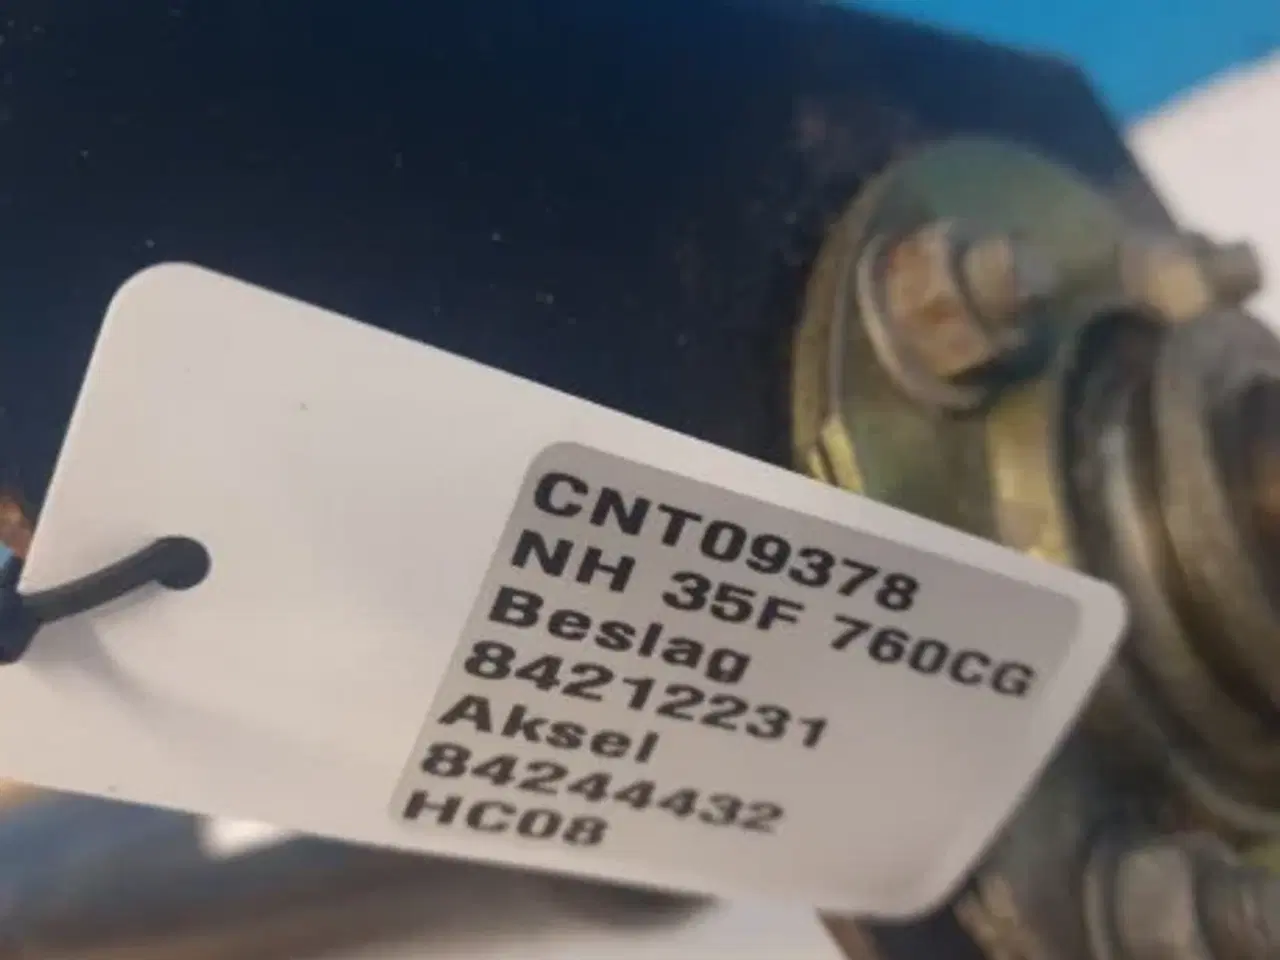 CNT09378
NH 35F 760CG
Beslag
84212231
Aksel
84244432
HC08